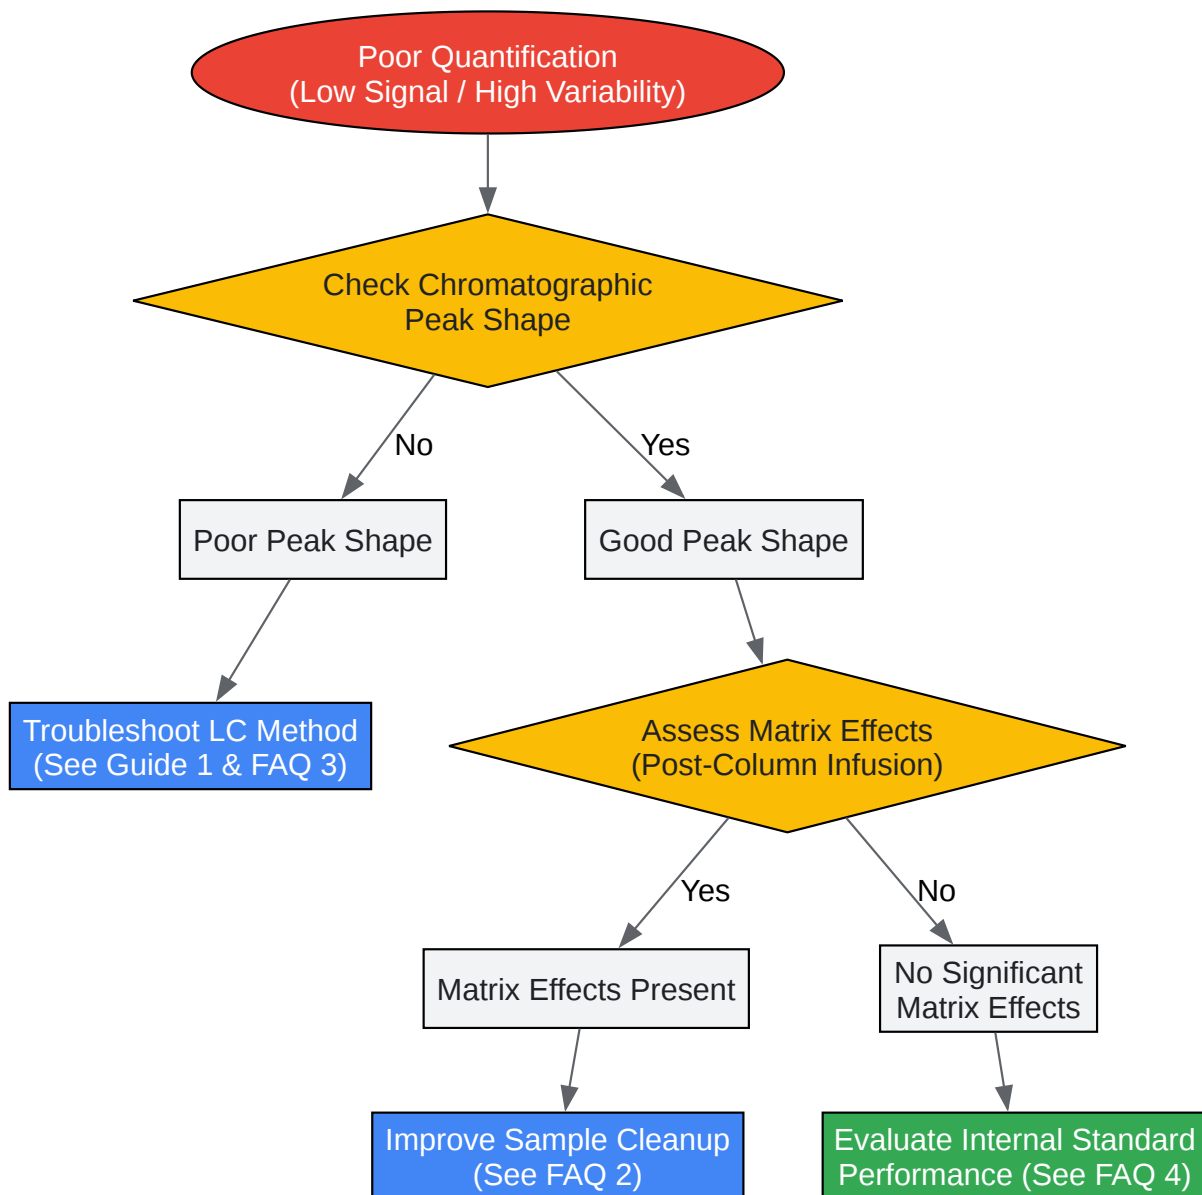 Poor Quantification
(Low Signal / High Variability)
Check Chromatographic
Peak Shape
No
Yes
Poor Peak Shape
Good Peak Shape
Troubleshoot LC Method
(See Guide 1 & FAQ 3)
Assess Matrix Effects
(Post-Column Infusion)
Yes
No
Matrix Effects Present
No Significant
Matrix Effects
Improve Sample Cleanup
(See FAQ 2)
Evaluate Internal Standard
Performance (See FAQ 4)